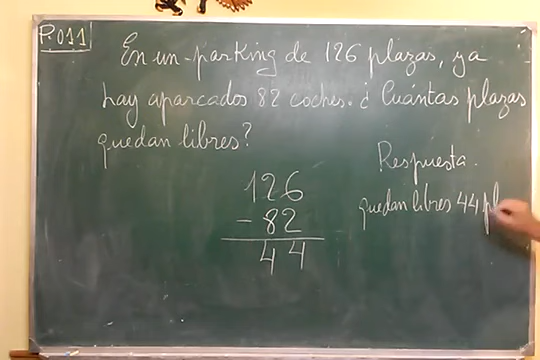 P.011
En un parking de 126 plazas, ya
hay aparcados 82 coches. ¿ Cuántas plazas
quedan libres?
126
-82
44
Respuesta.
quedan libres 44 pl